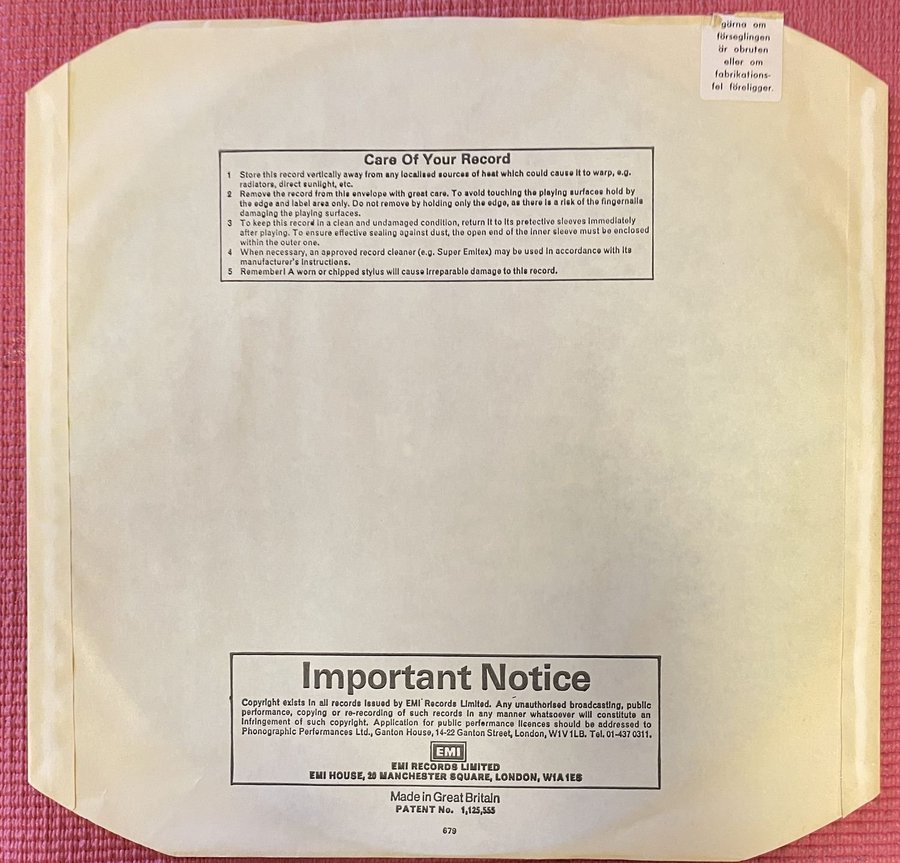 gärna om
förseglingen
är obruten
eller om
fabrikations-
fel föreligger.
Care Of Your Record
1 Store this record vertically away from any localised sources of heat which could cause it to warp, e.g.
radiators, direct sunlight, etc.
2 Remove the record from this envelope with great care. To avoid touching the playing surfaces hold by
the edge and label area only. Do not remove by holding only the edge, as there is a risk of the fingernails
damaging the playing surfaces.
3 To keep this record in a clean and undamaged condition, return it to its protective sleeves immediately
after playing. To ensure effective sealing against dust, the open end of the inner sleeve must be enclosed
within the outer one.
4 When necessary, an approved record cleaner (e.g. Super Emitex) may be used in accordance with its
manufacturer's instructions.
5 Remember! A worn or chipped stylus will cause irreparable damage to this record.
Important Notice
Copyright exists in all records issued by EMI Records Limited. Any unauthorised broadcasting, public
performance, copying or re-recording of such records in any manner whatsoever will constitute an
infringement of such copyright. Application for public performance licences should be addressed to
Phonographic Performances Ltd., Ganton House, 14-22 Ganton Street, London, W1V 1LB. Tel. 01-437 0311.
EMI
EMI RECORDS LIMITED
EMI HOUSE, 20 MANCHESTER SQUARE, LONDON, W1A 1ES
Made in Great Britain
PATENT No. 1,125,555
679